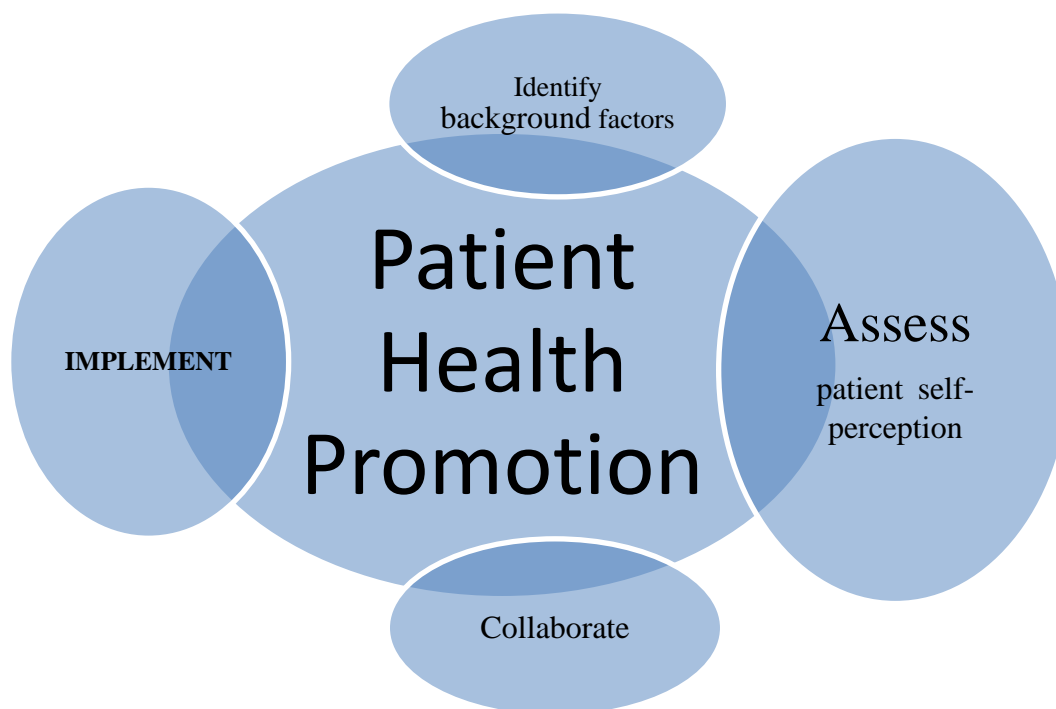 Identify
background factors
Patient
Health
Promotion
Assess
patient self-
perception
IMPLEMENT
Collaborate